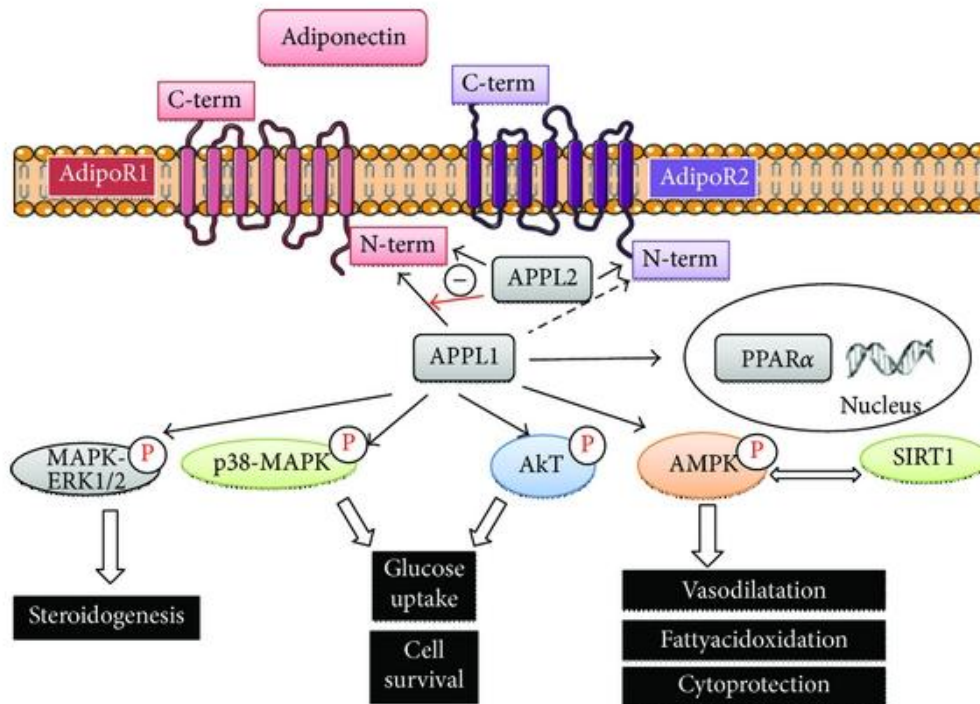 Adiponectin
C-term
C-term
AdipoR1
AdipoR2
N-term
N-term
−
APPL2
APPL1
PPARα
Nucleus
MAPK-
ERK1/2
P
p38-MAPK
P
AkT
P
AMPK
P
SIRT1
Steroidogenesis
Glucose
uptake
Cell
survival
Vasodilatation
Fattyacidoxidation
Cytoprotection